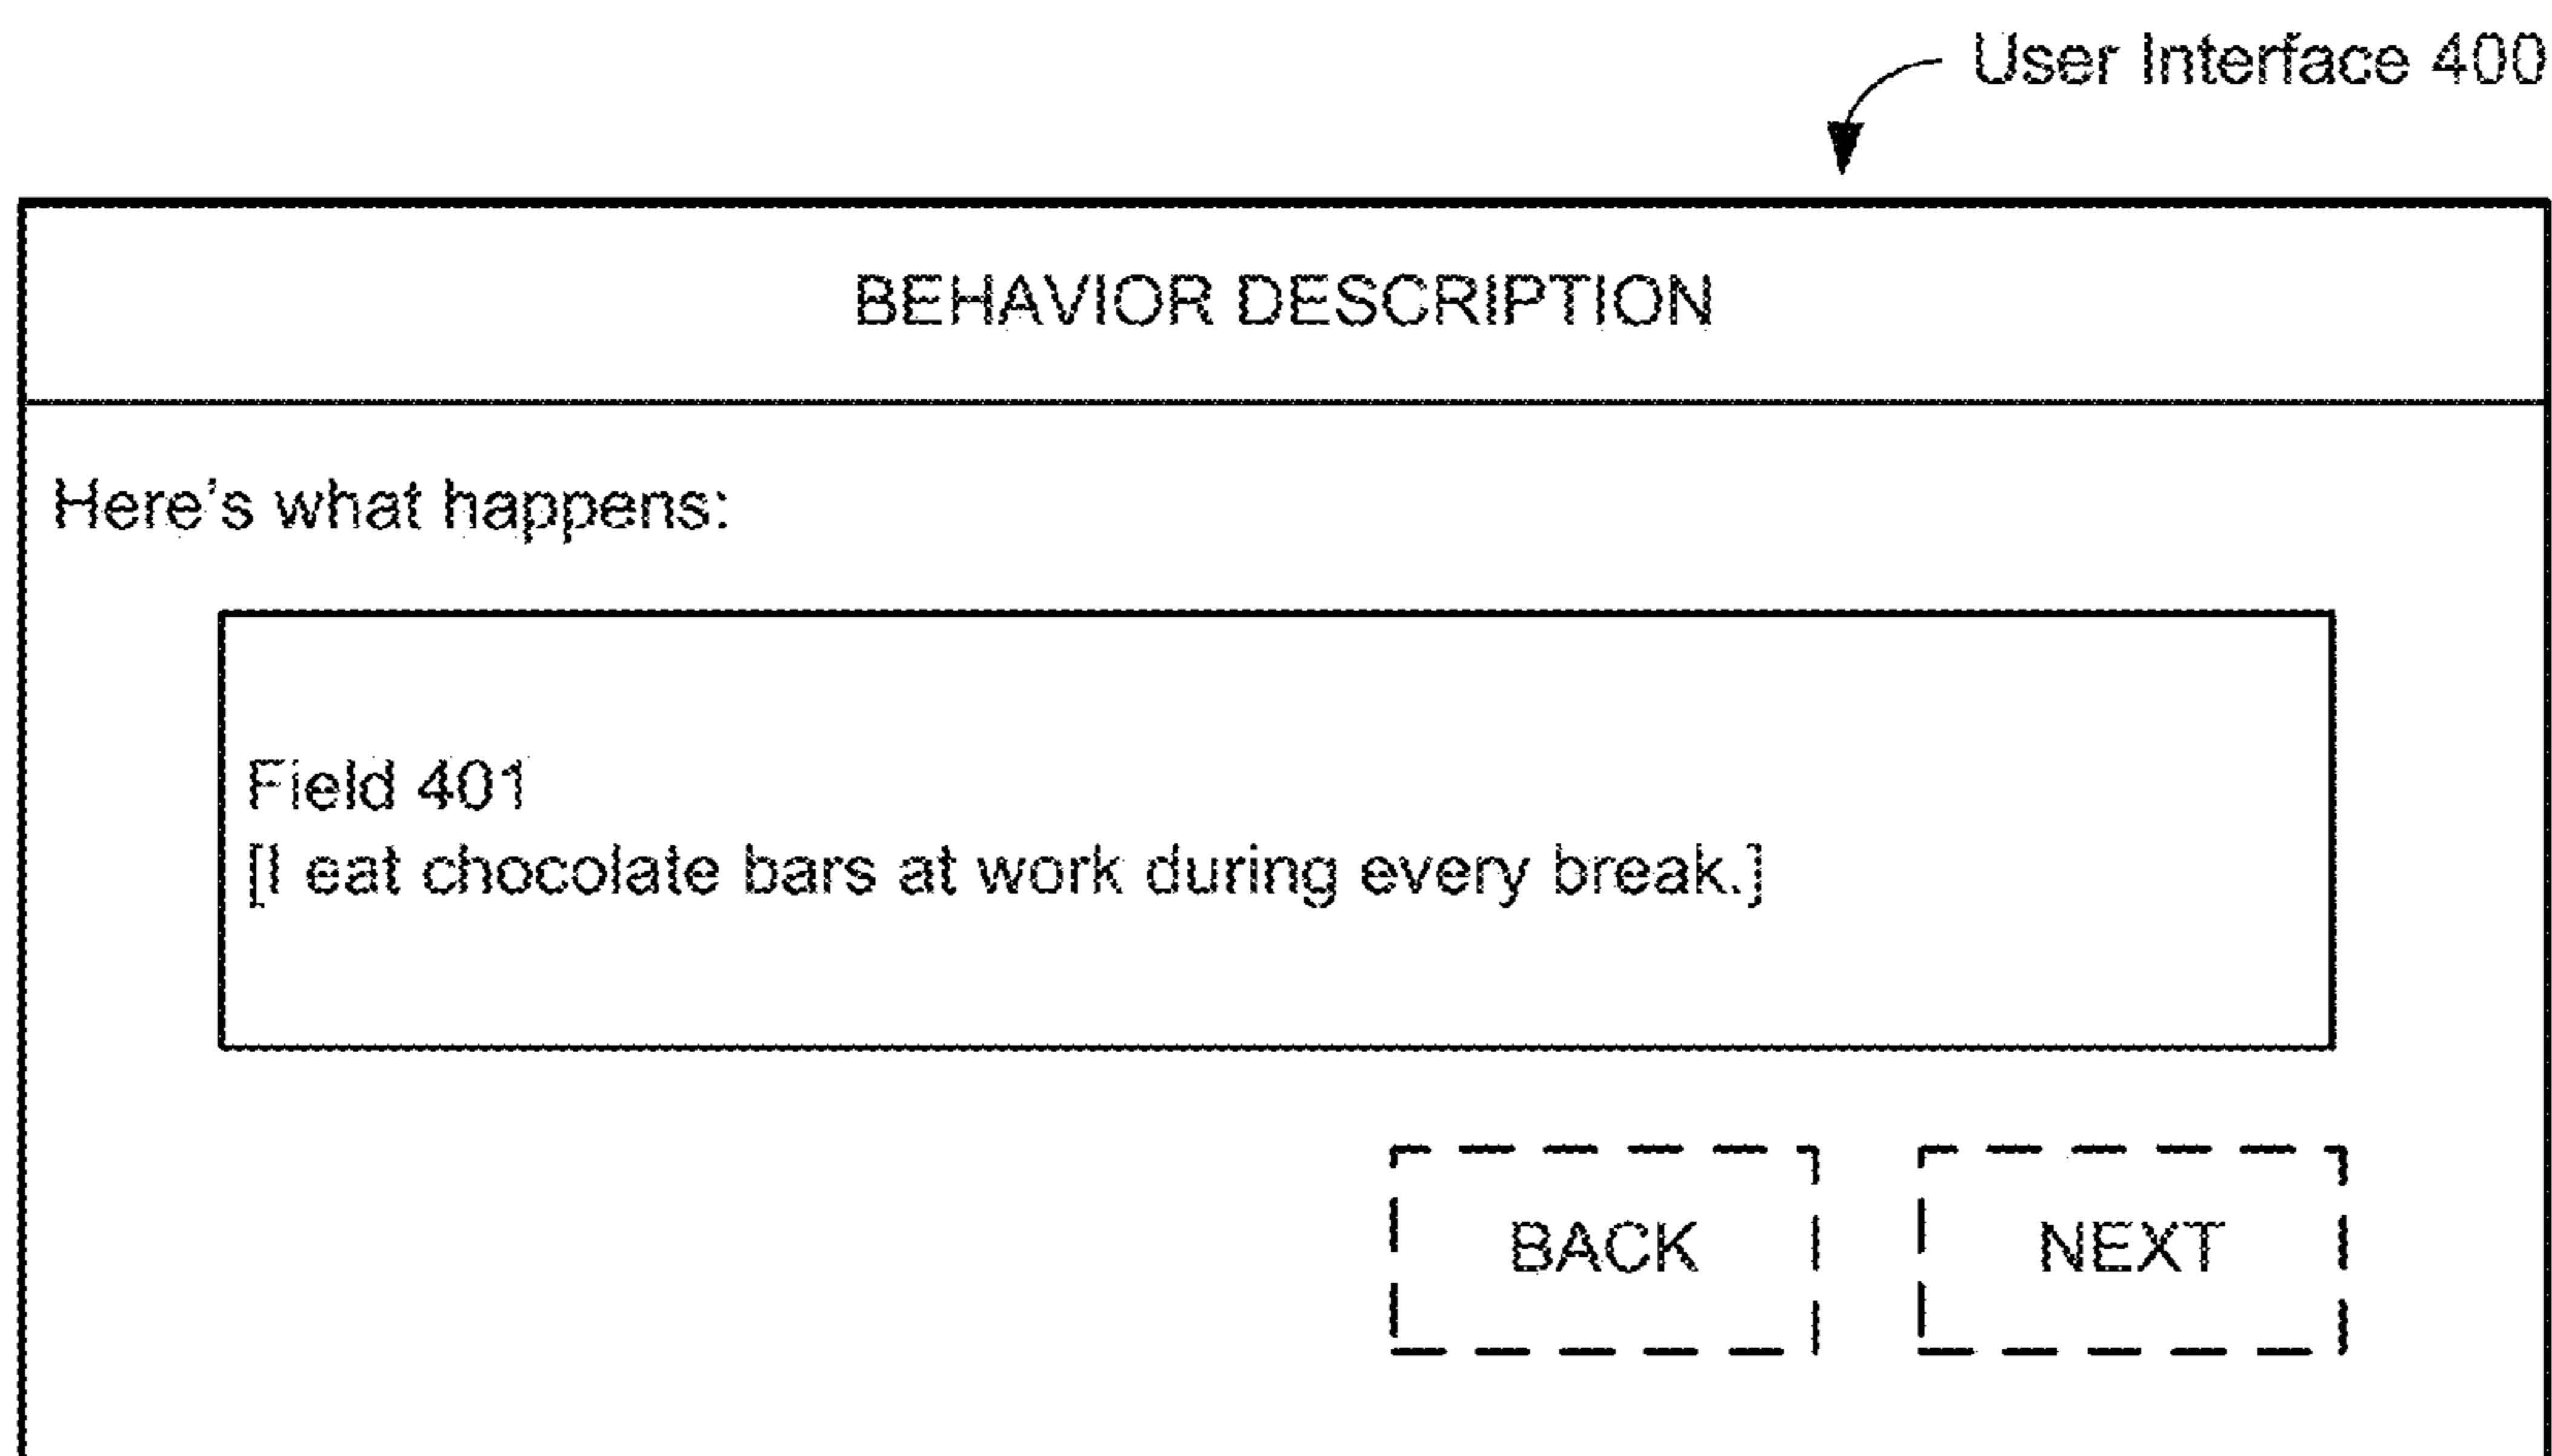 User Interface 400
BEHAVIOR DESCRIPTION
Here's what happens:
Field 401
[I eat chocolate bars at work during every break.]
BACK
NEXT